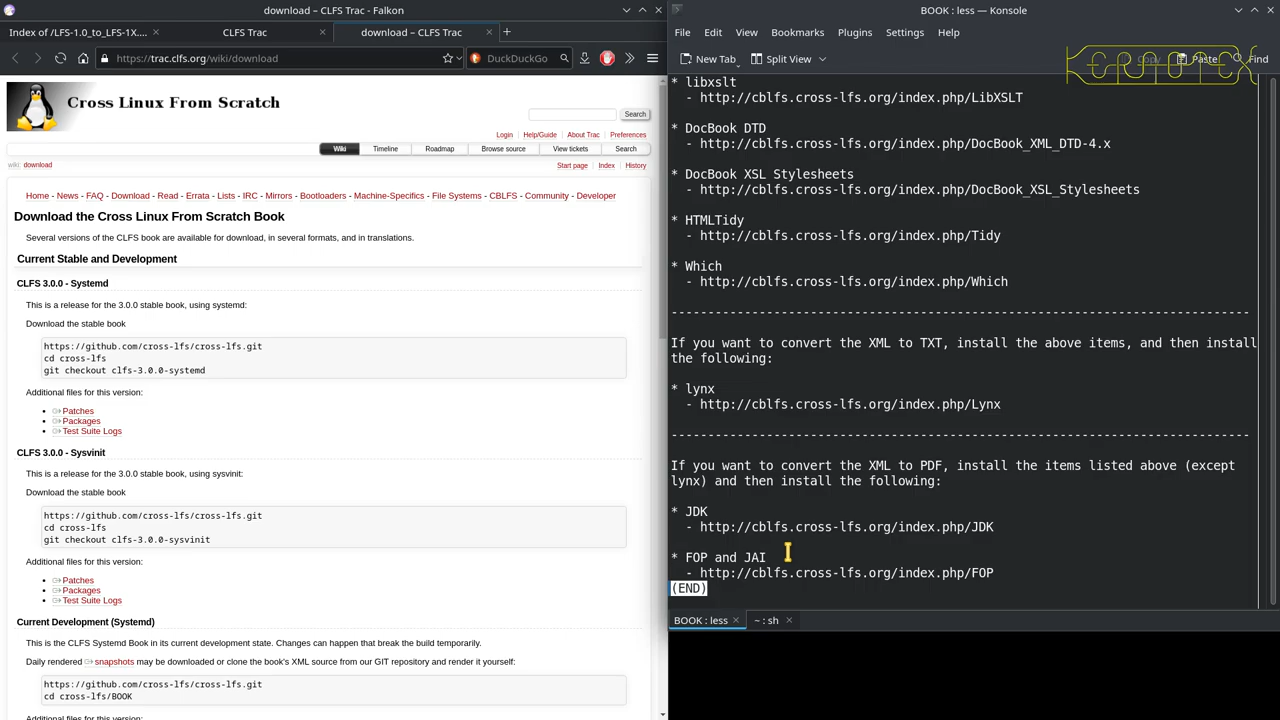 download – CLFS Trac - Falkon
Index of /LFS-1.0_to_LFS-1X....
CLFS Trac
download – CLFS Trac
https://trac.clfs.org/wiki/download
DuckDuckGo
Cross Linux From Scratch
Search
Login Help/Guide About Trac Preferences
Wiki Timeline Roadmap Browse source View tickets Search
wiki: download
Start page Index History
Home - News - FAQ - Download - Read - Errata - Lists - IRC - Mirrors - Bootloaders - Machine-Specifics - File Systems - CBLFS - Community - Developer
Download the Cross Linux From Scratch Book
Several versions of the CLFS book are available for download, in several formats, and in translations.
Current Stable and Development
CLFS 3.0.0 - Systemd
This is a release for the 3.0.0 stable book, using systemd:
Download the stable book
https://github.com/cross-lfs/cross-lfs.git
cd cross-lfs
git checkout clfs-3.0.0-systemd
Additional files for this version:
Patches
Packages
Test Suite Logs
CLFS 3.0.0 - Sysvinit
This is a release for the 3.0.0 stable book, using sysvinit:
Download the stable book
https://github.com/cross-lfs/cross-lfs.git
cd cross-lfs
git checkout clfs-3.0.0-sysvinit
Additional files for this version:
Patches
Packages
Test Suite Logs
Current Development (Systemd)
This is the CLFS Systemd Book in its current development state. Changes can happen that break the build temporarily.
Daily rendered snapshots may be downloaded or clone the book's XML source from our GIT repository and render it yourself:
https://github.com/cross-lfs/cross-lfs.git
cd cross-lfs/BOOK
Additional files for this version:
BOOK : less — Konsole
File Edit View Bookmarks Plugins Settings Help
New Tab Split View Copy Paste Find
* libxslt
- http://cblfs.cross-lfs.org/index.php/LibXSLT
* DocBook DTD
- http://cblfs.cross-lfs.org/index.php/DocBook_XML_DTD-4.x
* DocBook XSL Stylesheets
- http://cblfs.cross-lfs.org/index.php/DocBook_XSL_Stylesheets
* HTMLTidy
- http://cblfs.cross-lfs.org/index.php/Tidy
* Which
- http://cblfs.cross-lfs.org/index.php/Which
-------------------------------------------------------------------------------
If you want to convert the XML to TXT, install the above items, and then install
the following:
* lynx
- http://cblfs.cross-lfs.org/index.php/Lynx
-------------------------------------------------------------------------------
If you want to convert the XML to PDF, install the items listed above (except
lynx) and then install the following:
* JDK
- http://cblfs.cross-lfs.org/index.php/JDK
* FOP and JAI
- http://cblfs.cross-lfs.org/index.php/FOP
(END)
BOOK : less
~ : sh